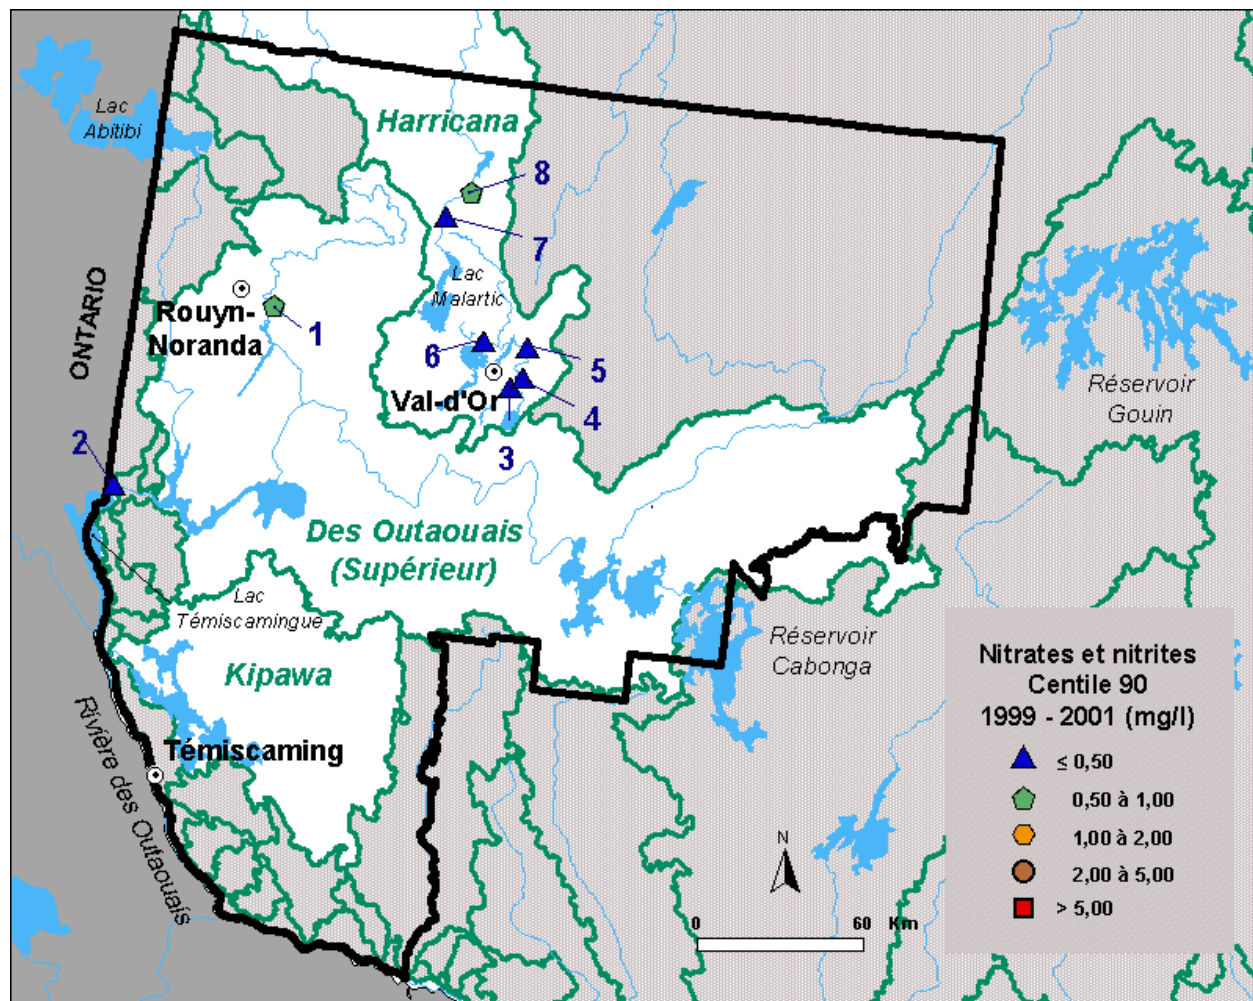 Lac
Abitibi
Harricana
8
7
ONTARIO
Lac
Malartic
Rouyn-
Noranda
1
6
5
Val-d'Or
4
3
2
Réservoir
Gouin
Des Outaouais
(Supérieur)
Lac
Témiscamingue
Kipawa
Réservoir
Cabonga
Témiscaming
Rivière des Outaouais
Nitrates et nitrites
Centile 90
1999 - 2001 (mg/l)
≤ 0,50
0,50 à 1,00
1,00 à 2,00
2,00 à 5,00
> 5,00
N
0 60 Km